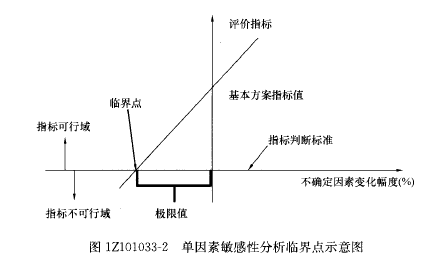 评价指标
临界点
基本方案指标值
指标可行域
指标判断标准
不确定因素变化幅度(%)
指标不可行域
极限值
图 1Z101033-2 单因素敏感性分析临界点示意图